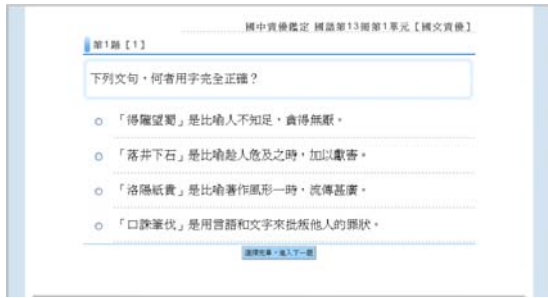 國中資優鑑定 國語第13冊第1單元【國文資優】
第1題【1】
下列文句，何者用字完全正確？
「得隴望蜀」是比喻人不知足，貪得無厭。
「落井下石」是比喻趁人危及之時，加以獻害。
「洛陽紙貴」是比喻著作風形一時，流傳甚廣。
「口誅筆伐」是用言語和文字來批叛他人的罪狀。
選擇完畢，進入下一題